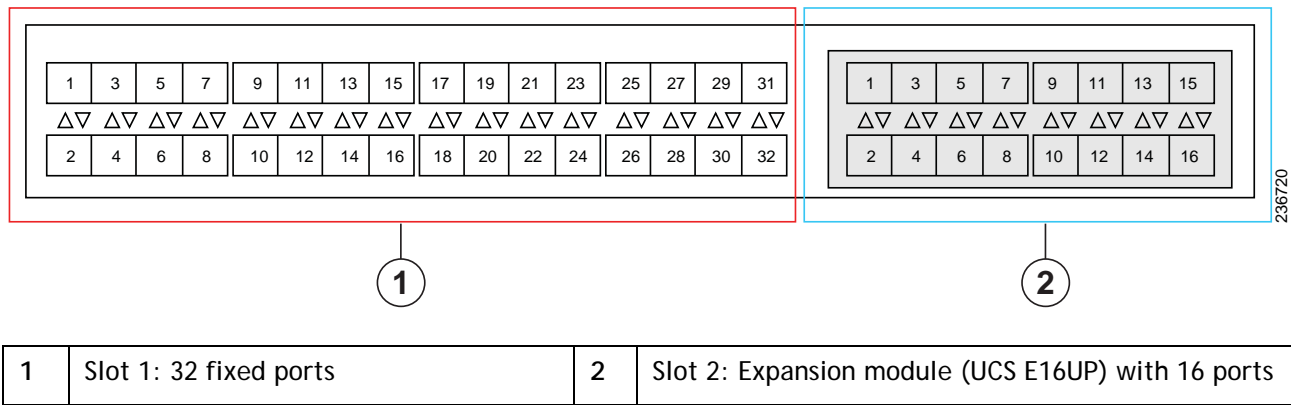 1 3 5 7 9 11 13 15 17 19 21 23 25 27 29 31 1 3 5 7 9 11 13 15
2 4 6 8 10 12 14 16 18 20 22 24 26 28 30 32 2 4 6 8 10 12 14 16
236720
1 2
1 Slot 1: 32 fixed ports 2 Slot 2: Expansion module (UCS E16UP) with 16 ports